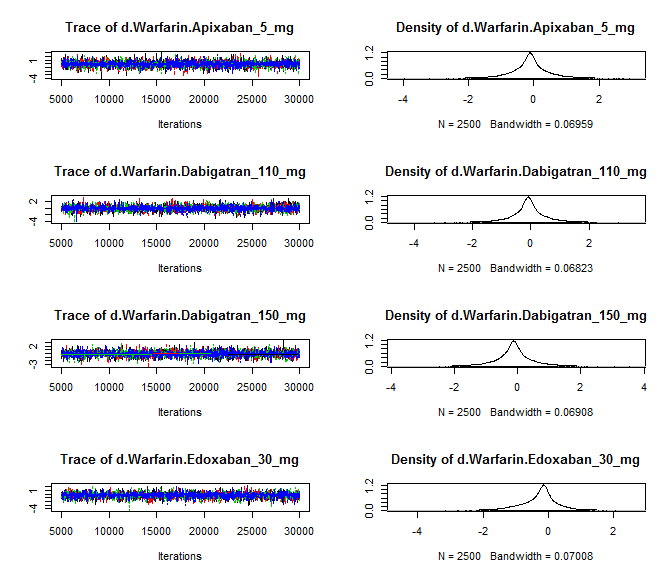 Trace of d.Warfarin.Apixaban_5_mg
-4 1
5000 10000 15000 20000 25000 30000
Iterations
Density of d.Warfarin.Apixaban_5_mg
0.0 1.2
-4 -2 0 2
N = 2500 Bandwidth = 0.06959
Trace of d.Warfarin.Dabigatran_110_mg
-4 2
5000 10000 15000 20000 25000 30000
Iterations
Density of d.Warfarin.Dabigatran_110_mg
0.0 1.2
-4 -2 0 2
N = 2500 Bandwidth = 0.06823
Trace of d.Warfarin.Dabigatran_150_mg
-3 2
5000 10000 15000 20000 25000 30000
Iterations
Density of d.Warfarin.Dabigatran_150_mg
0.0 1.2
-4 -2 0 2 4
N = 2500 Bandwidth = 0.06908
Trace of d.Warfarin.Edoxaban_30_mg
-4 1
5000 10000 15000 20000 25000 30000
Iterations
Density of d.Warfarin.Edoxaban_30_mg
0.0 1.2
-4 -2 0 2
N = 2500 Bandwidth = 0.07008